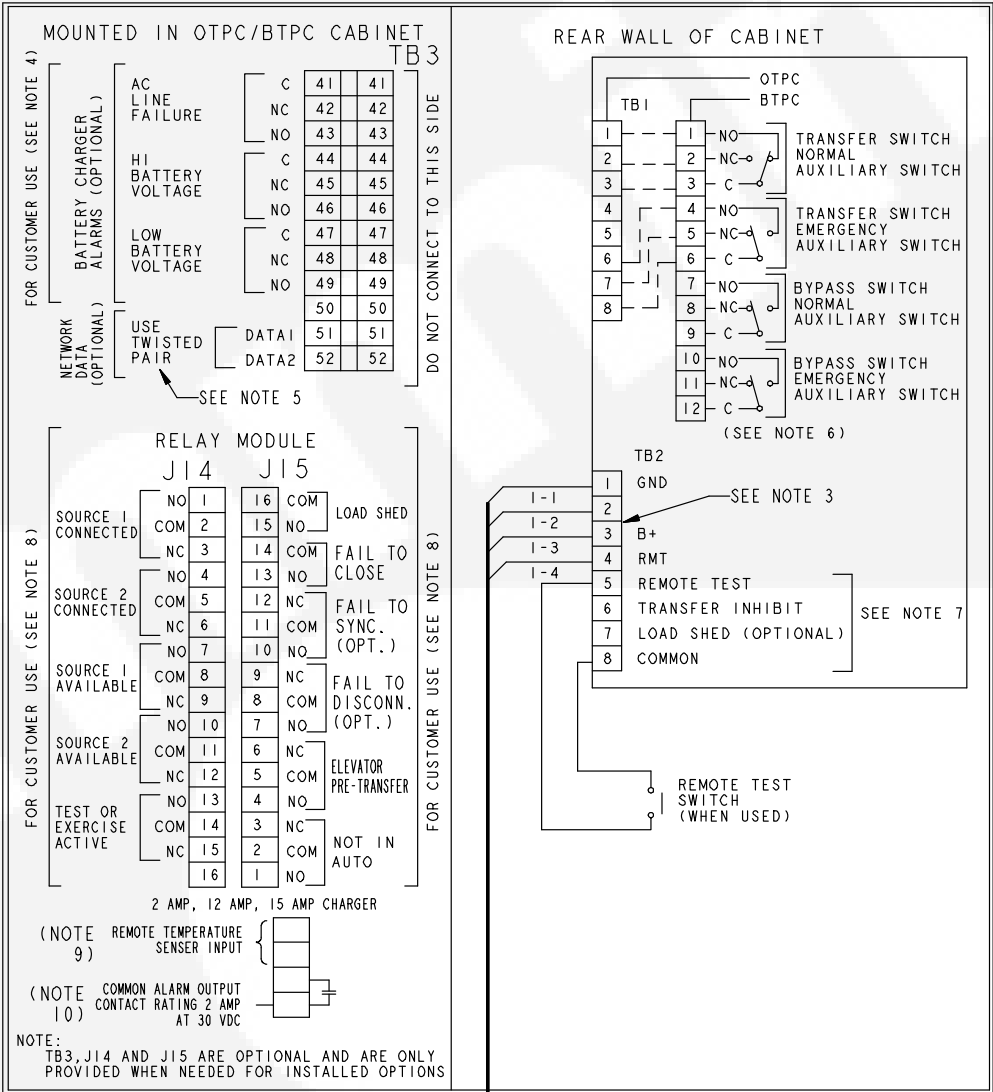 MOUNTED IN OTPC/BTPC CABINET
TB3
FOR CUSTOMER USE (SEE NOTE 4)
BATTERY CHARGER
ALARMS (OPTIONAL)
AC
LINE
FAILURE
C 41 41
NC 42 42
NO 43 43
HI
BATTERY
VOLTAGE
C 44 44
NC 45 45
NO 46 46
LOW
BATTERY
VOLTAGE
C 47 47
NC 48 48
NO 49 49
50 50
NETWORK
DATA
(OPTIONAL)
USE
TWISTED
PAIR
DATA1 51 51
DATA2 52 52
DO NOT CONNECT TO THIS SIDE
SEE NOTE 5
RELAY MODULE
J14 J15
FOR CUSTOMER USE (SEE NOTE 8)
SOURCE 1
CONNECTED
NO 1
COM 2
NC 3
SOURCE 2
CONNECTED
NO 4
COM 5
NC 6
SOURCE 1
AVAILABLE
NO 7
COM 8
NC 9
SOURCE 2
AVAILABLE
NO 10
COM 11
NC 12
TEST OR
EXERCISE
ACTIVE
NO 13
COM 14
NC 15
16
16 COM
15 NO
LOAD SHED
14 COM
13 NO
FAIL TO
CLOSE
12 NC
11 COM
10 NO
FAIL TO
SYNC.
(OPT.)
9 NC
8 COM
7 NO
FAIL TO
DISCONN.
(OPT.)
6 NC
5 COM
4 NO
ELEVATOR
PRE-TRANSFER
3 NC
2 COM
1 NO
NOT IN
AUTO
FOR CUSTOMER USE (SEE NOTE 8)
2 AMP, 12 AMP, 15 AMP CHARGER
(NOTE
9)
REMOTE TEMPERATURE
SENSER INPUT
(NOTE
10)
COMMON ALARM OUTPUT
CONTACT RATING 2 AMP
AT 30 VDC
NOTE:
TB3,J14 AND J15 ARE OPTIONAL AND ARE ONLY
PROVIDED WHEN NEEDED FOR INSTALLED OPTIONS
REAR WALL OF CABINET
OTPC
TB1 BTPC
1 1 NO
2 2 NC
3 3 C
TRANSFER SWITCH
NORMAL
AUXILIARY SWITCH
4 4 NO
5 5 NC
6 6 C
TRANSFER SWITCH
EMERGENCY
AUXILIARY SWITCH
7 7 NO
8 8 NC
9 C
BYPASS SWITCH
NORMAL
AUXILIARY SWITCH
10 NO
11 NC
12 C
BYPASS SWITCH
EMERGENCY
AUXILIARY SWITCH
(SEE NOTE 6)
TB2
1 GND
1-1
2
SEE NOTE 3
1-2
3 B+
1-3
4 RMT
1-4
5 REMOTE TEST
6 TRANSFER INHIBIT
7 LOAD SHED (OPTIONAL)
8 COMMON
SEE NOTE 7
REMOTE TEST
SWITCH
(WHEN USED)